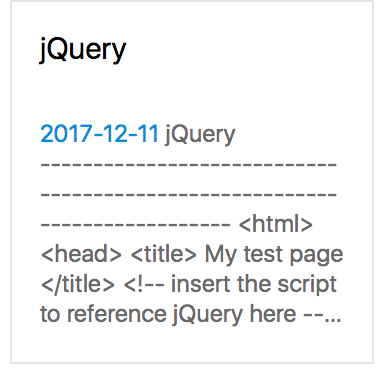 jQuery
2017-12-11 jQuery
----------------------------
----------------------------
------------------ <html>
<head> <title> My test page
</title> <!-- insert the script
to reference jQuery here --...